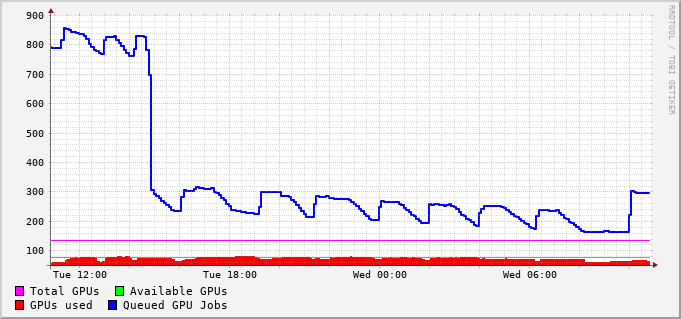 900
800
700
600
500
400
300
200
100
Tue 12:00 Tue 18:00 Wed 00:00 Wed 06:00
Total GPUs Available GPUs
GPUs used Queued GPU Jobs
RRDTOOL / TOBI OETIKER